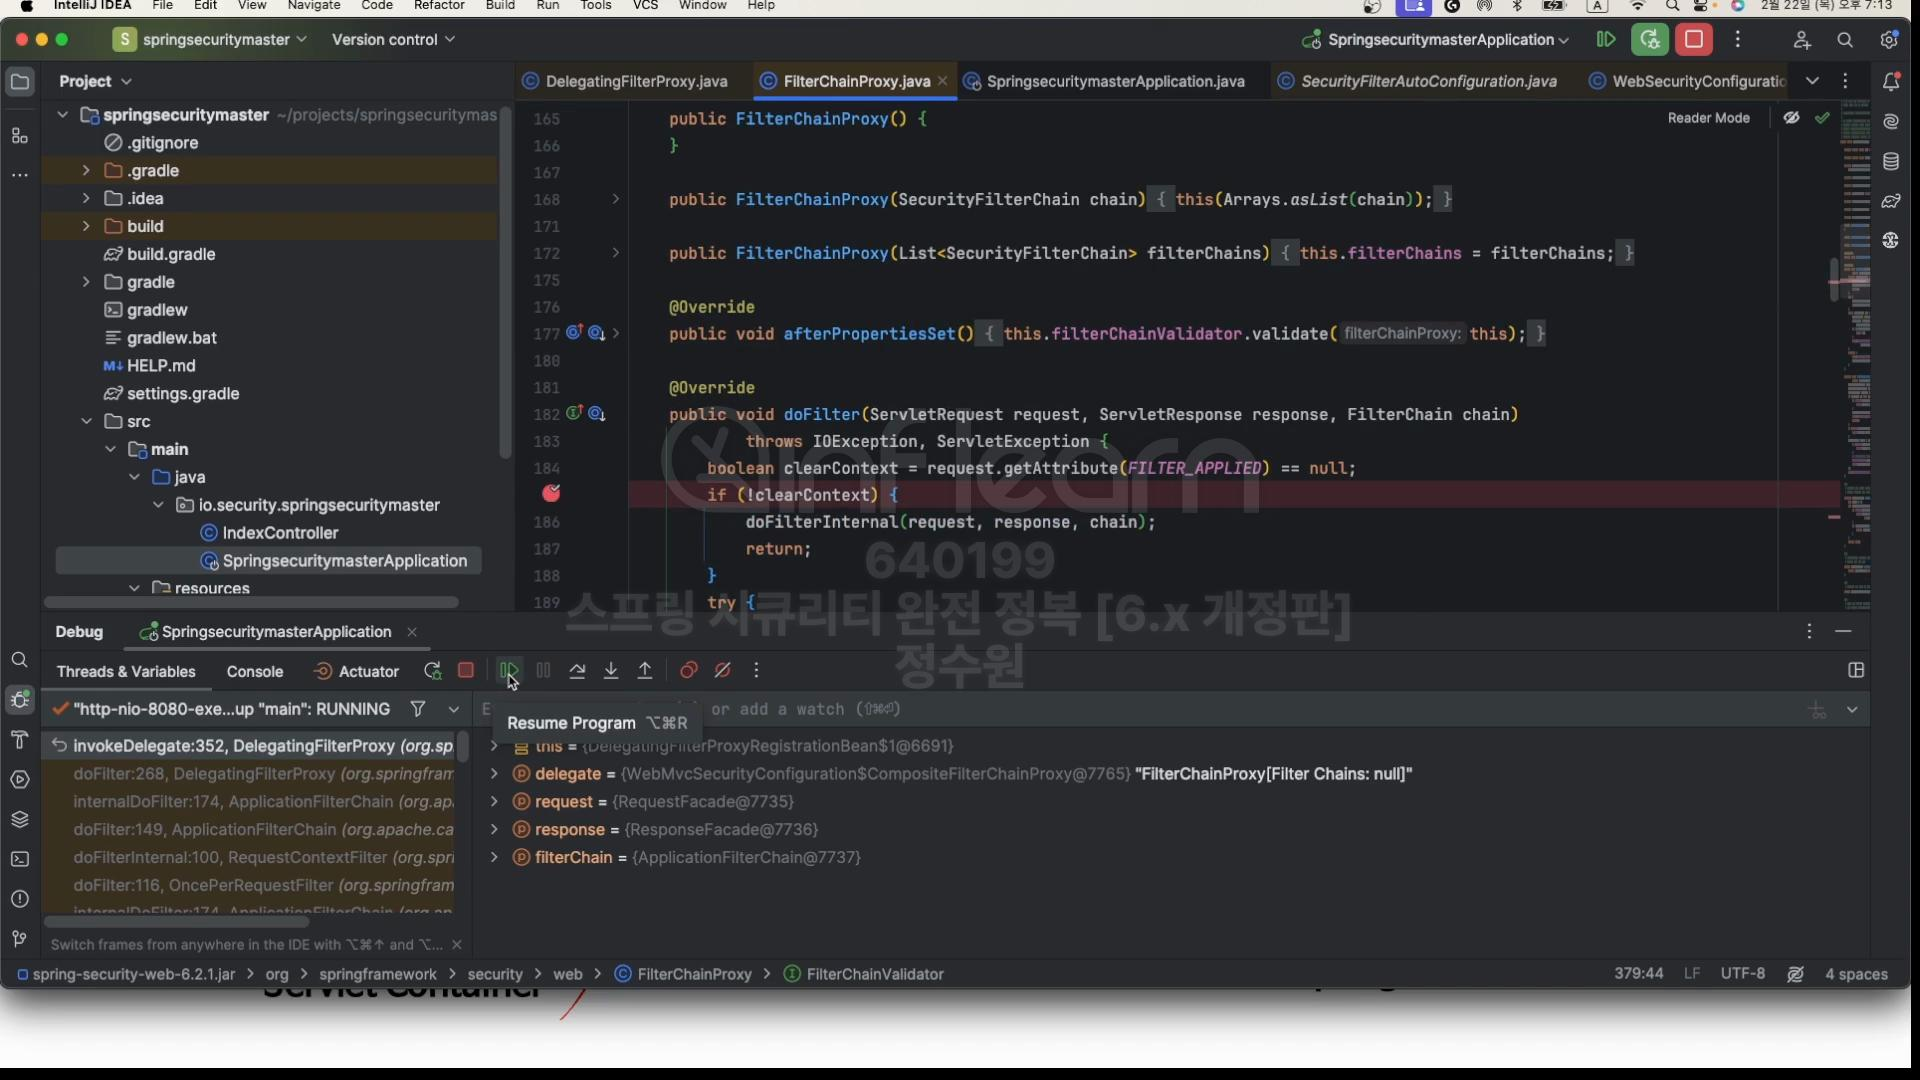 IntelliJ IDEA File Edit View Navigate Code Refactor Build Run Tools VCS Window Help A 2월 22일 (목) 오후 7:13
S springsecuritymaster Version control SpringsecuritymasterApplication
Project DelegatingFilterProxy.java FilterChainProxy.java SpringsecuritymasterApplication.java SecurityFilterAutoConfiguration.java WebSecurityConfiguratio
springsecuritymaster ~/projects/springsecuritymas
.gitignore
.gradle
.idea
build
build.gradle
gradle
gradlew
gradlew.bat
M↓ HELP.md
settings.gradle
src
main
java
io.security.springsecuritymaster
IndexController
SpringsecuritymasterApplication
resources
Reader Mode
165 public FilterChainProxy() {
166 }
167
168 public FilterChainProxy(SecurityFilterChain chain) { this(Arrays.asList(chain)); }
171
172 public FilterChainProxy(List<SecurityFilterChain> filterChains) { this.filterChains = filterChains; }
175
176 @Override
177 public void afterPropertiesSet() { this.filterChainValidator.validate( filterChainProxy: this); }
180
181 @Override
182 public void doFilter(ServletRequest request, ServletResponse response, FilterChain chain)
183 throws IOException, ServletException {
184 boolean clearContext = request.getAttribute(FILTER_APPLIED) == null;
if (!clearContext) {
186 doFilterInternal(request, response, chain);
187 return;
188 }
189 try {
inflearn
640199
스프링 시큐리티 완전 정복 [6.x 개정판]
정수원
Debug SpringsecuritymasterApplication
Threads & Variables Console Actuator
"http-nio-8080-exe...up "main": RUNNING
E or add a watch (⇧⌘⏎)
Resume Program ⌥⌘R
invokeDelegate:352, DelegatingFilterProxy (org.sp
doFilter:268, DelegatingFilterProxy (org.springfram
internalDoFilter:174, ApplicationFilterChain (org.apa
doFilter:149, ApplicationFilterChain (org.apache.ca
doFilterInternal:100, RequestContextFilter (org.spri
doFilter:116, OncePerRequestFilter (org.springfram
internalDoFilter:174, ApplicationFilterChain (org.ap
this = {DelegatingFilterProxyRegistrationBean$1@6691}
delegate = {WebMvcSecurityConfiguration$CompositeFilterChainProxy@7765} "FilterChainProxy[Filter Chains: null]"
request = {RequestFacade@7735}
response = {ResponseFacade@7736}
filterChain = {ApplicationFilterChain@7737}
Switch frames from anywhere in the IDE with ⌥⌘↑ and ⌥...
spring-security-web-6.2.1.jar > org > springframework > security > web > FilterChainProxy > FilterChainValidator 379:44 LF UTF-8 4 spaces
Servlet Container